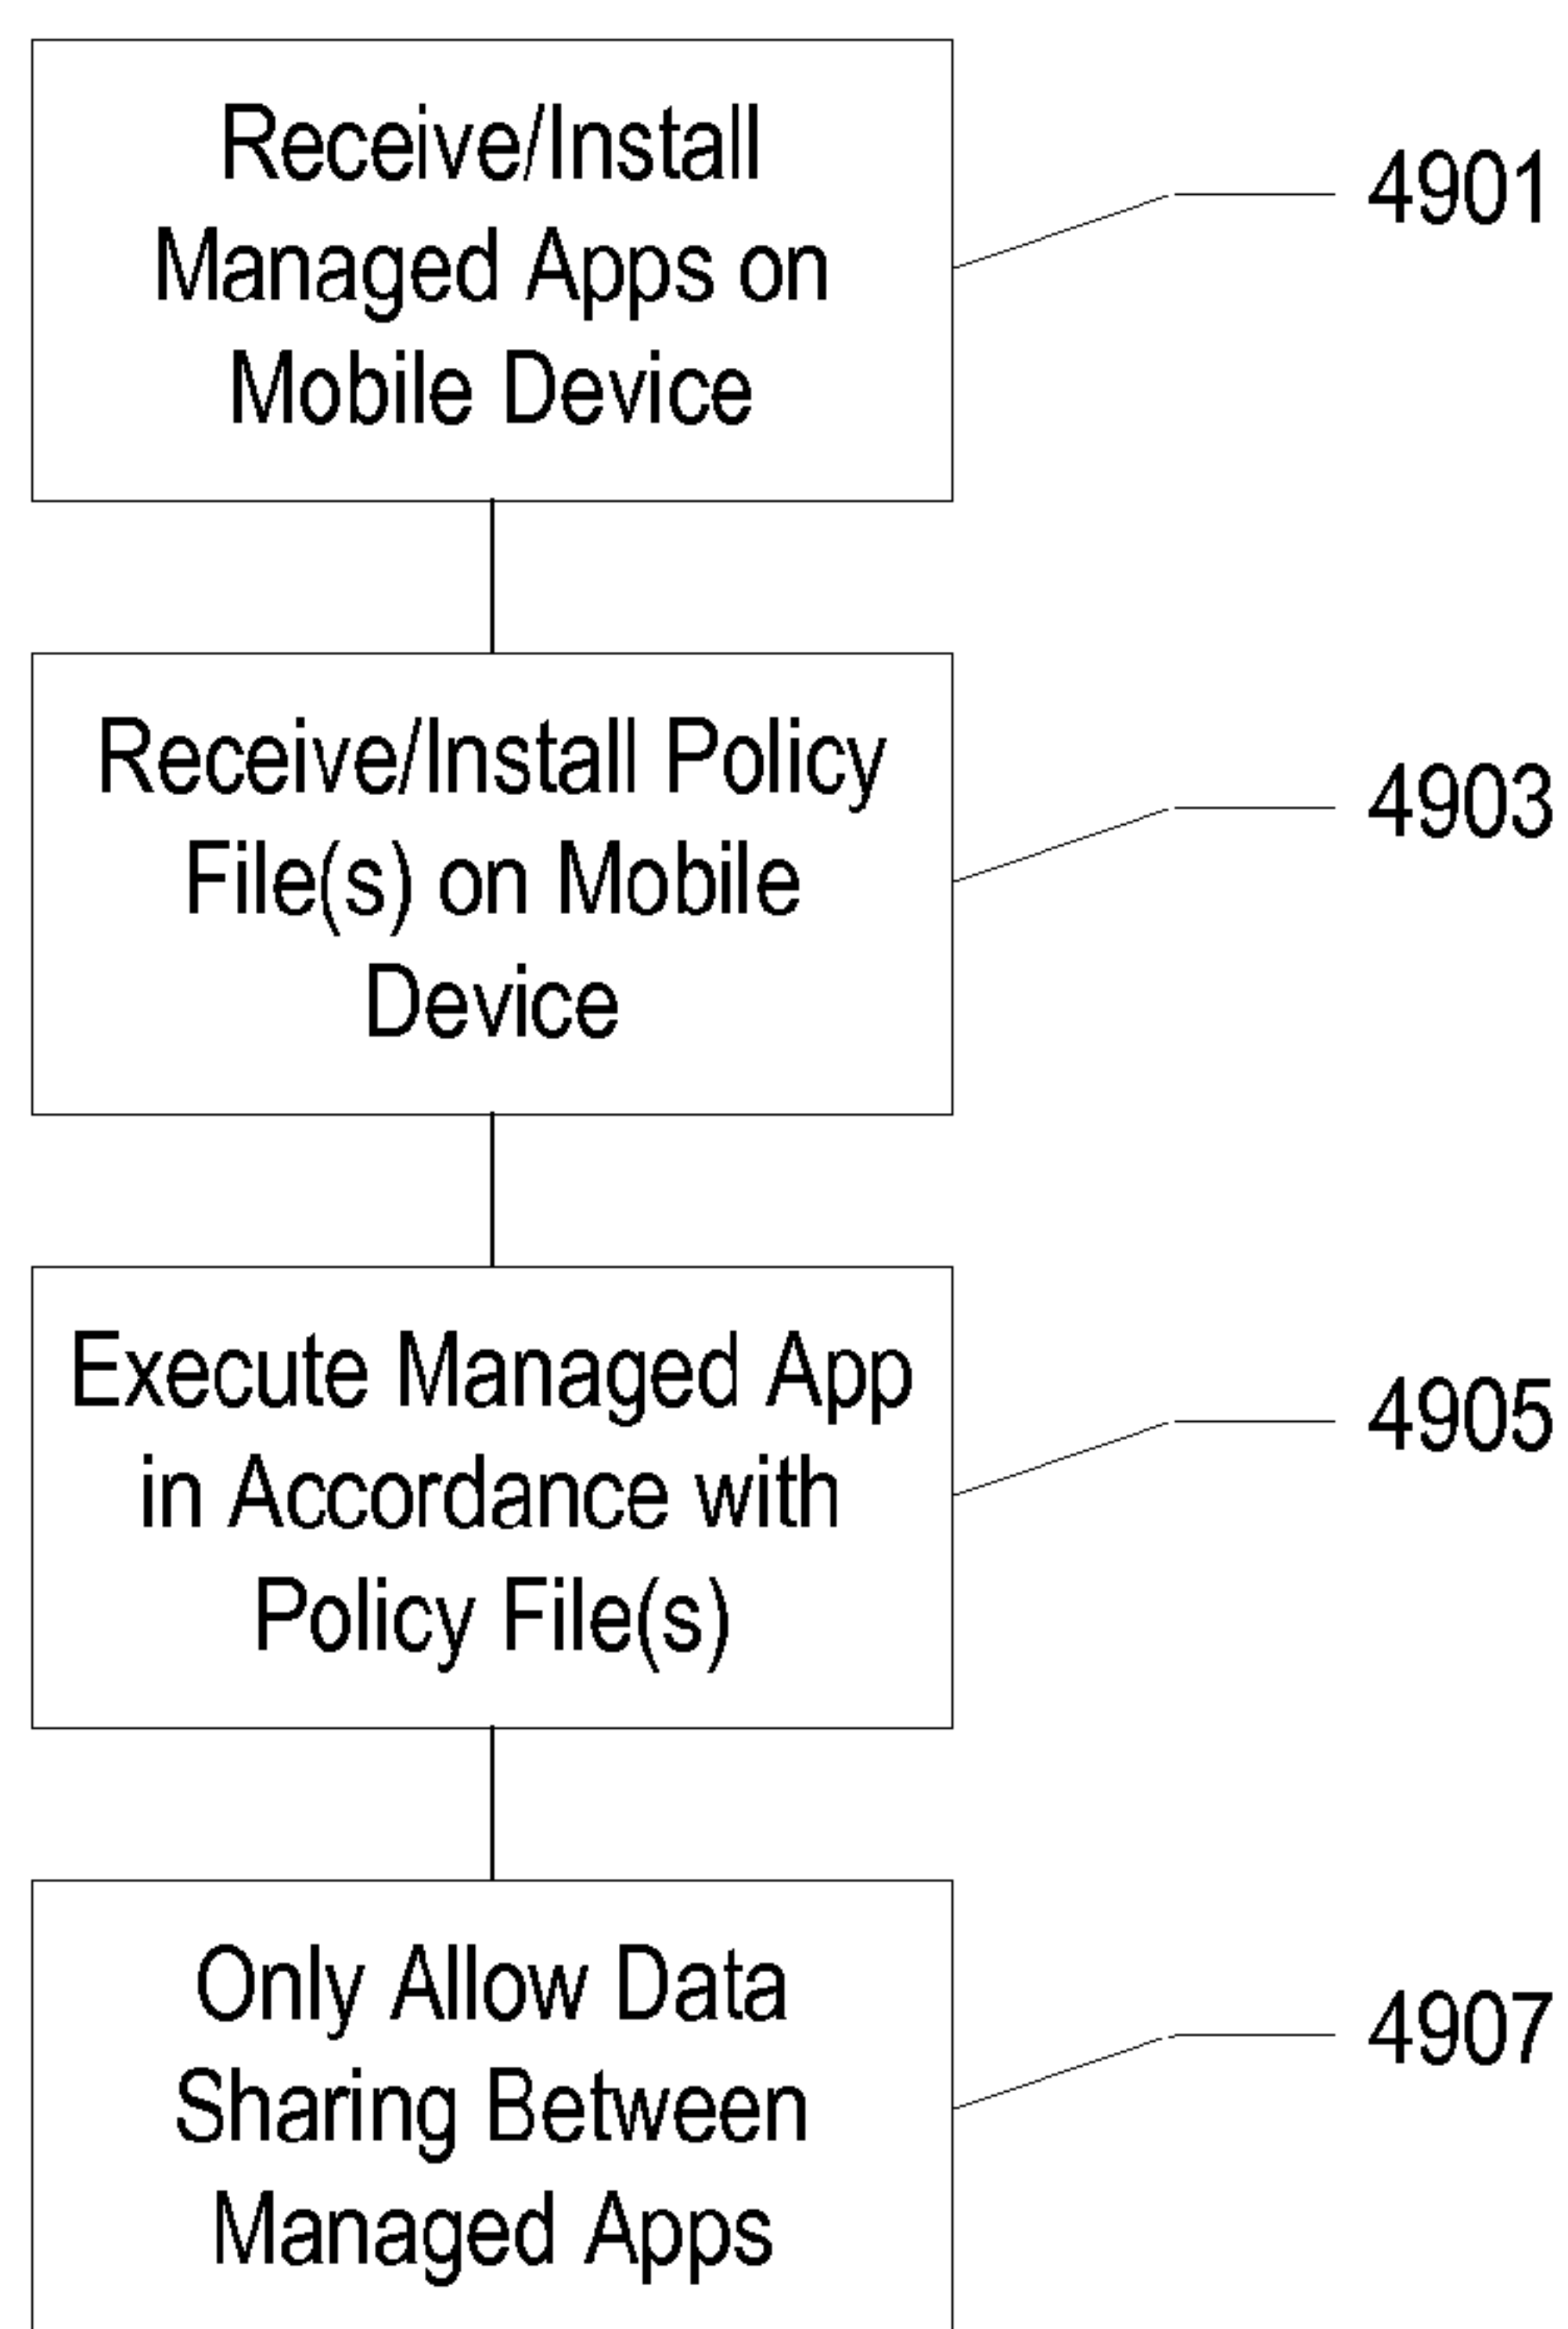 Receive/Install
Managed Apps on
Mobile Device
4901
Receive/Install Policy
File(s) on Mobile
Device
4903
Execute Managed App
in Accordance with
Policy File(s)
4905
Only Allow Data
Sharing Between
Managed Apps
4907